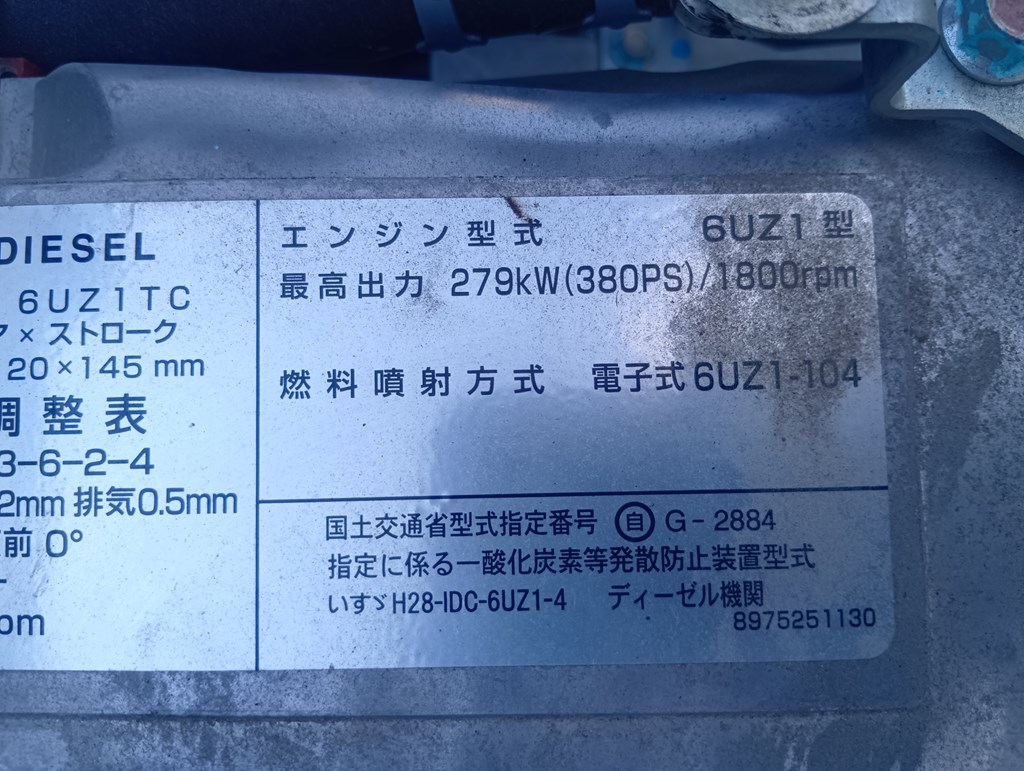 DIESEL
6UZ1TC
ア×ストローク
20×145 mm
調整表
3-6-2-4
2mm 排気0.5mm
前 0°
pm
エンジン型式 6UZ1型
最高出力 279kW(380PS)/1800rpm
燃料噴射方式 電子式6UZ1-104
国土交通省型式指定番号 ㊀自 G-2884
指定に係る一酸化炭素等発散防止装置型式
いすゞH28-IDC-6UZ1-4 ディーゼル機関
8975251130